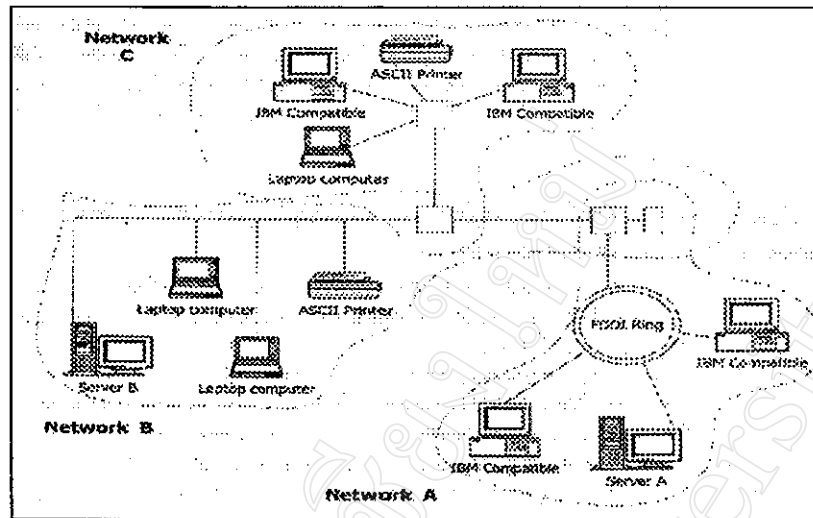 Network
C
ASCII Printer
IBM Compatible
IBM Compatible
Laptop Computer
Laptop Computer
ASCII Printer
FDDI Ring
IBM Compatible
Server B
Laptop computer
Network B
IBM Compatible
Server A
Network A